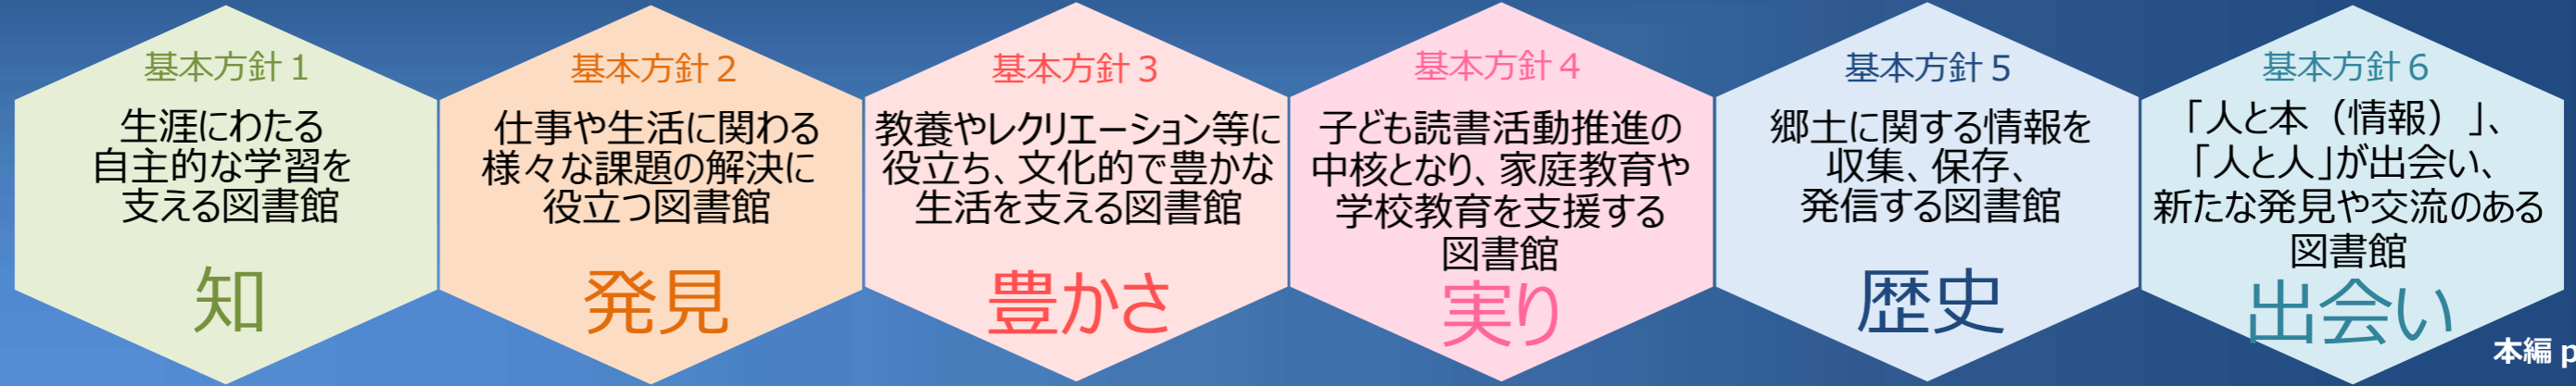 基本方針1
生涯にわたる
自主的な学習を
支える図書館
知
基本方針2
仕事や生活に関わる
様々な課題の解決に
役立つ図書館
発見
基本方針3
教養やレクリエーション等に
役立ち、文化的で豊かな
生活を支える図書館
豊かさ
基本方針4
子ども読書活動推進の
中核となり、家庭教育や
学校教育を支援する
図書館
実り
基本方針5
郷土に関する情報を
収集、保存、
発信する図書館
歴史
基本方針6
「人と本（情報）」、
「人と人」が出会い、
新たな発見や交流のある
図書館
出会い
本編 p